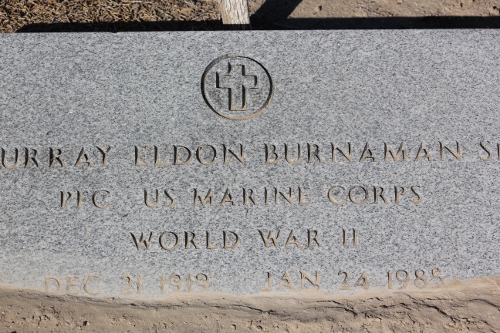 URRAY ELDON BURNAMAN S
PFC US MARINE CORPS
WORLD WAR II
DEC 21 1919 JAN 24 1985